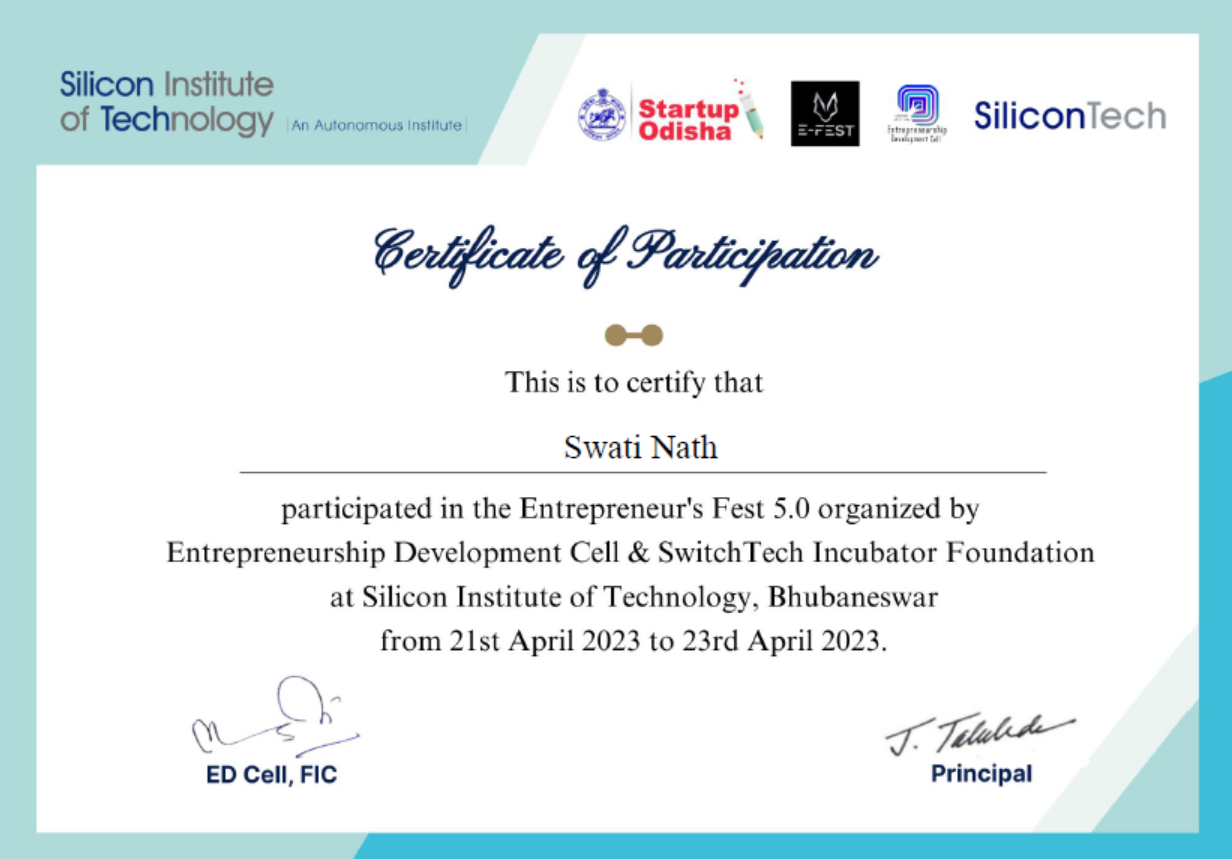 Silicon Institute
of Technology | An Autonomous Institute |
Startup
Odisha
E-FEST
Entrepreneurship
Development Cell
SiliconTech
Certificate of Participation
This is to certify that
Swati Nath
participated in the Entrepreneur's Fest 5.0 organized by
Entrepreneurship Development Cell & SwitchTech Incubator Foundation
at Silicon Institute of Technology, Bhubaneswar
from 21st April 2023 to 23rd April 2023.
ED Cell, FIC
J.
Principal